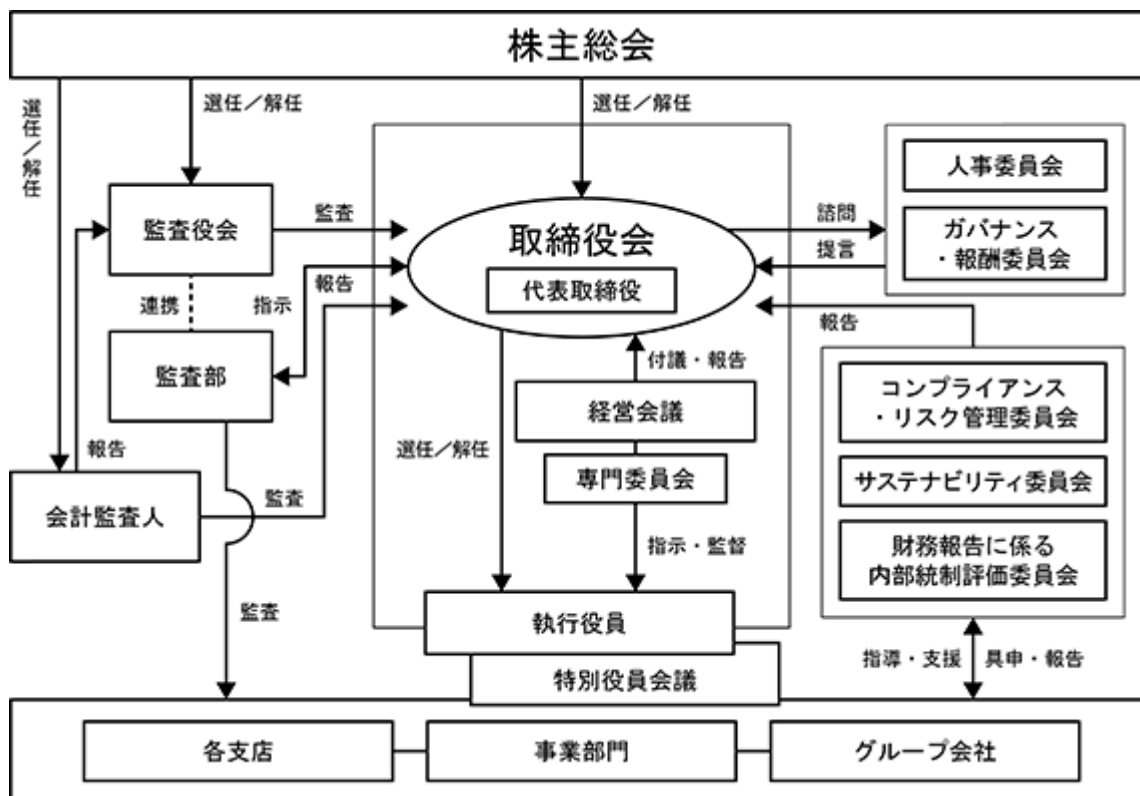 株主総会
選任／解任
選任／解任
選任／解任
監査役会
監査
取締役会
代表取締役
諮問
提言
人事委員会
ガバナンス
・報酬委員会
連携
指示
報告
報告
監査部
付議・報告
経営会議
専門委員会
コンプライアンス
・リスク管理委員会
サステナビリティ委員会
財務報告に係る
内部統制評価委員会
報告
選任／解任
会計監査人
監査
指示・監督
監査
執行役員
特別役員会議
指導・支援
具申・報告
各支店
事業部門
グループ会社